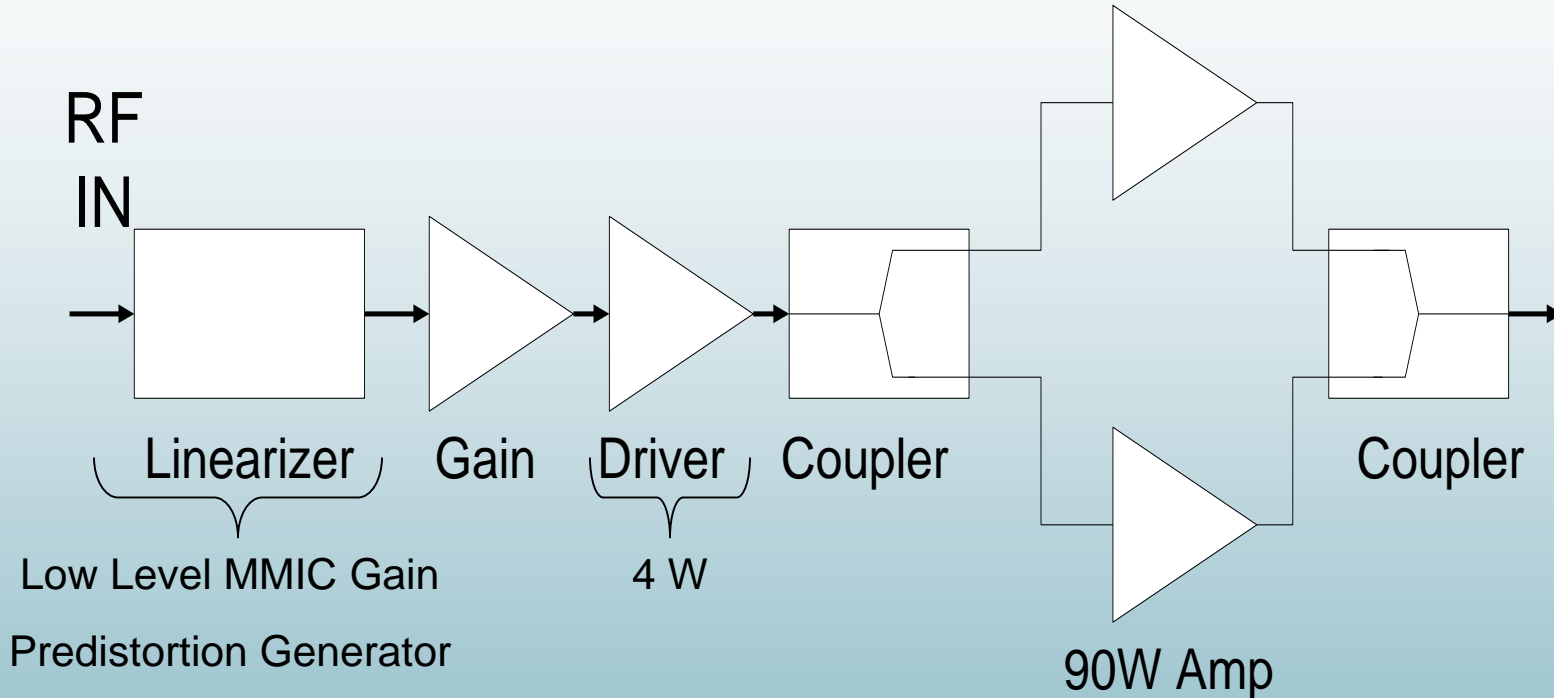 RF
IN
Linearizer
Gain
Driver
Coupler
Coupler
Low Level MMIC Gain
Predistortion Generator
4 W
90W Amp